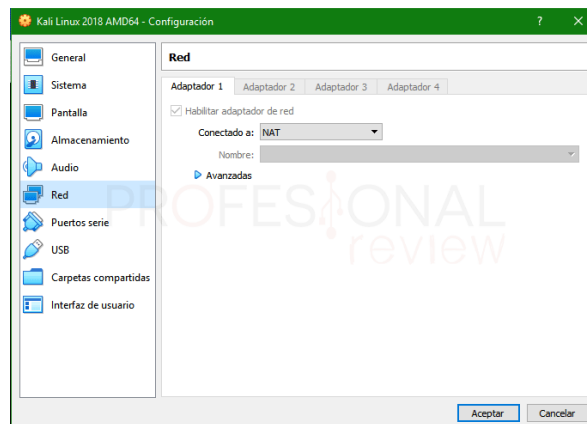 Kali Linux 2018 AMD64 - Configuración ? ×
General
Sistema
Pantalla
Almacenamiento
Audio
Red
Puertos serie
USB
Carpetas compartidas
Interfaz de usuario
Red
Adaptador 1 Adaptador 2 Adaptador 3 Adaptador 4
Habilitar adaptador de red
Conectado a: NAT
Nombre:
Avanzadas
PROFESIONAL
review
Aceptar Cancelar